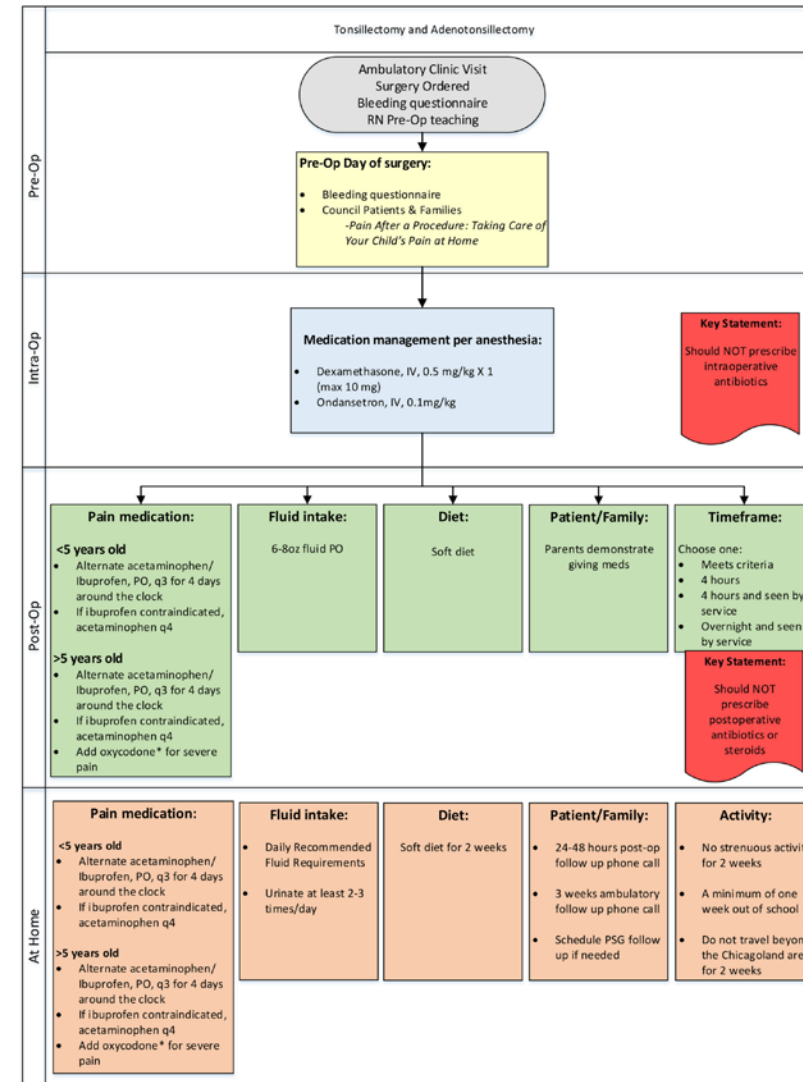 Tonsillectomy and Adenotonsillectomy
Pre-Op
Ambulatory Clinic Visit
Surgery Ordered
Bleeding questionnaire
RN Pre-Op teaching
Pre-Op Day of surgery:
• Bleeding questionnaire
• Council Patients & Families
-Pain After a Procedure: Taking Care of
Your Child's Pain at Home
Intra-Op
Medication management per anesthesia:
• Dexamethasone, IV, 0.5 mg/kg X 1
(max 10 mg)
• Ondansetron, IV, 0.1mg/kg
Key Statement:
Should NOT prescribe
intraoperative
antibiotics
Post-Op
Pain medication:
<5 years old
• Alternate acetaminophen/
Ibuprofen, PO, q3 for 4 days
around the clock
• If ibuprofen contraindicated,
acetaminophen q4
>5 years old
• Alternate acetaminophen/
Ibuprofen, PO, q3 for 4 days
around the clock
• If ibuprofen contraindicated,
acetaminophen q4
• Add oxycodone* for severe
pain
Fluid intake:
6-8oz fluid PO
Diet:
Soft diet
Patient/Family:
Parents demonstrate
giving meds
Timeframe:
Choose one:
• Meets criteria
• 4 hours
• 4 hours and seen by
service
• Overnight and seen
by service
Key Statement:
Should NOT
prescribe
postoperative
antibiotics or
steroids
At Home
Pain medication:
<5 years old
• Alternate acetaminophen/
Ibuprofen, PO, q3 for 4 days
around the clock
• If ibuprofen contraindicated,
acetaminophen q4
>5 years old
• Alternate acetaminophen/
Ibuprofen, PO, q3 for 4 days
around the clock
• If ibuprofen contraindicated,
acetaminophen q4
• Add oxycodone* for severe
pain
Fluid intake:
• Daily Recommended
Fluid Requirements
• Urinate at least 2-3
times/day
Diet:
Soft diet for 2 weeks
Patient/Family:
• 24-48 hours post-op
follow up phone call
• 3 weeks ambulatory
follow up phone call
• Schedule PSG follow
up if needed
Activity:
• No strenuous activit
for 2 weeks
• A minimum of one
week out of school
• Do not travel beyon
the Chicagoland are
for 2 weeks